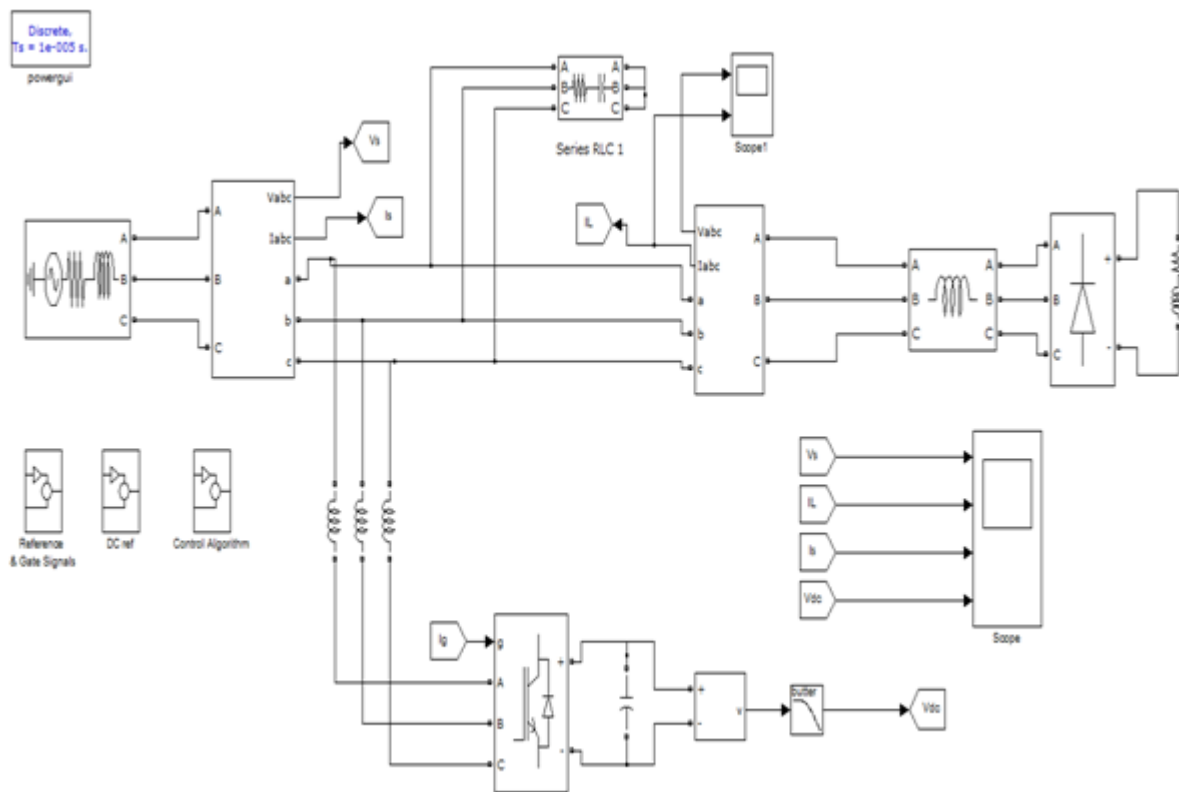 Discrete,
Ts = 1e-005 s.
powergui
A
B
C
A
B
C
Vabc
Iabc
a
b
c
Vs
Is
A
B
C
A
B
C
Series RLC 1
Scope1
IL
Vabc
Iabc
a
b
c
A
B
C
A
B
C
A
B
C
A
B
C
+
-
Reference
& Gate Signals
DC ref
Control Algorithm
Vs
IL
Is
Vdc
Scope
Ig
g
A
B
C
+
-
+
-
v
butter
Vdc